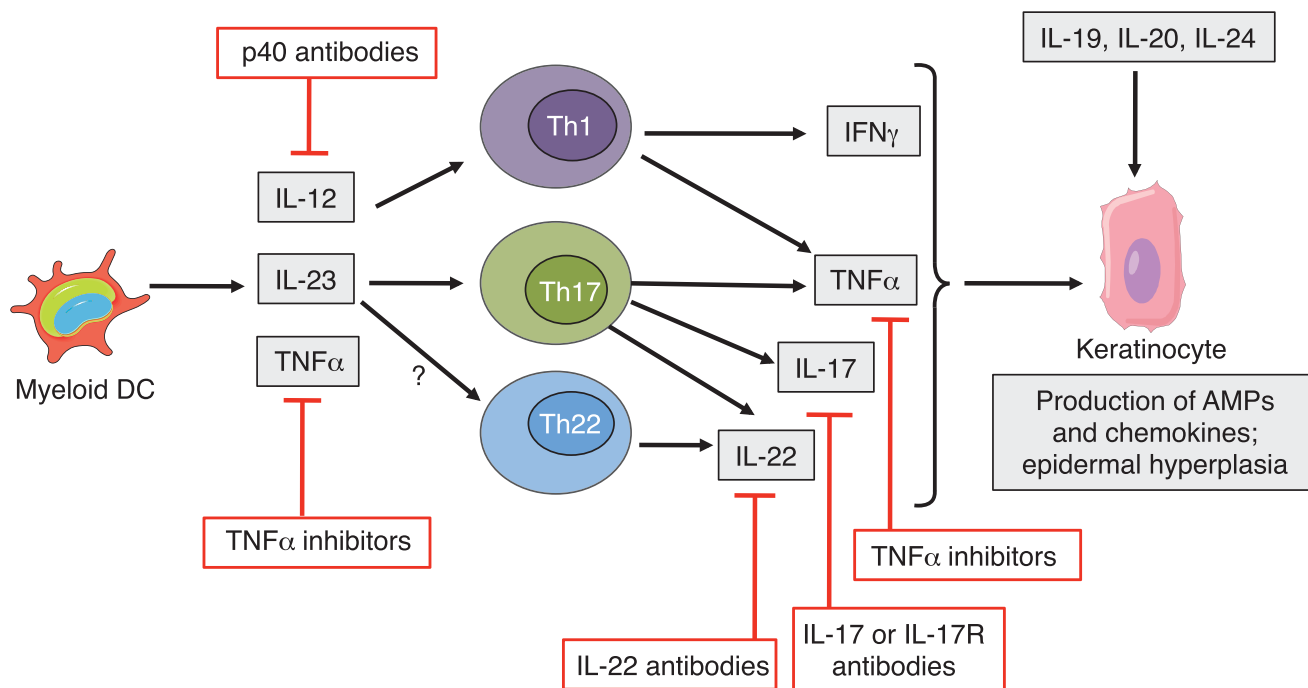 p40 antibodies
IL-19, IL-20, IL-24
Th1
IFNγ
IL-12
IL-23
Th17
TNFα
TNFα
IL-17
Myeloid DC
?
Th22
IL-22
Keratinocyte
Production of AMPs
and chemokines;
epidermal hyperplasia
TNFα inhibitors
TNFα inhibitors
IL-22 antibodies
IL-17 or IL-17R
antibodies